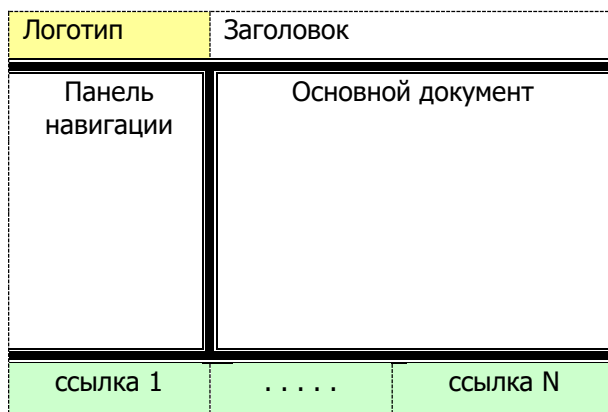 Логотип Заголовок
Панель
навигации
Основной документ
ссылка 1 . . . . . ссылка N